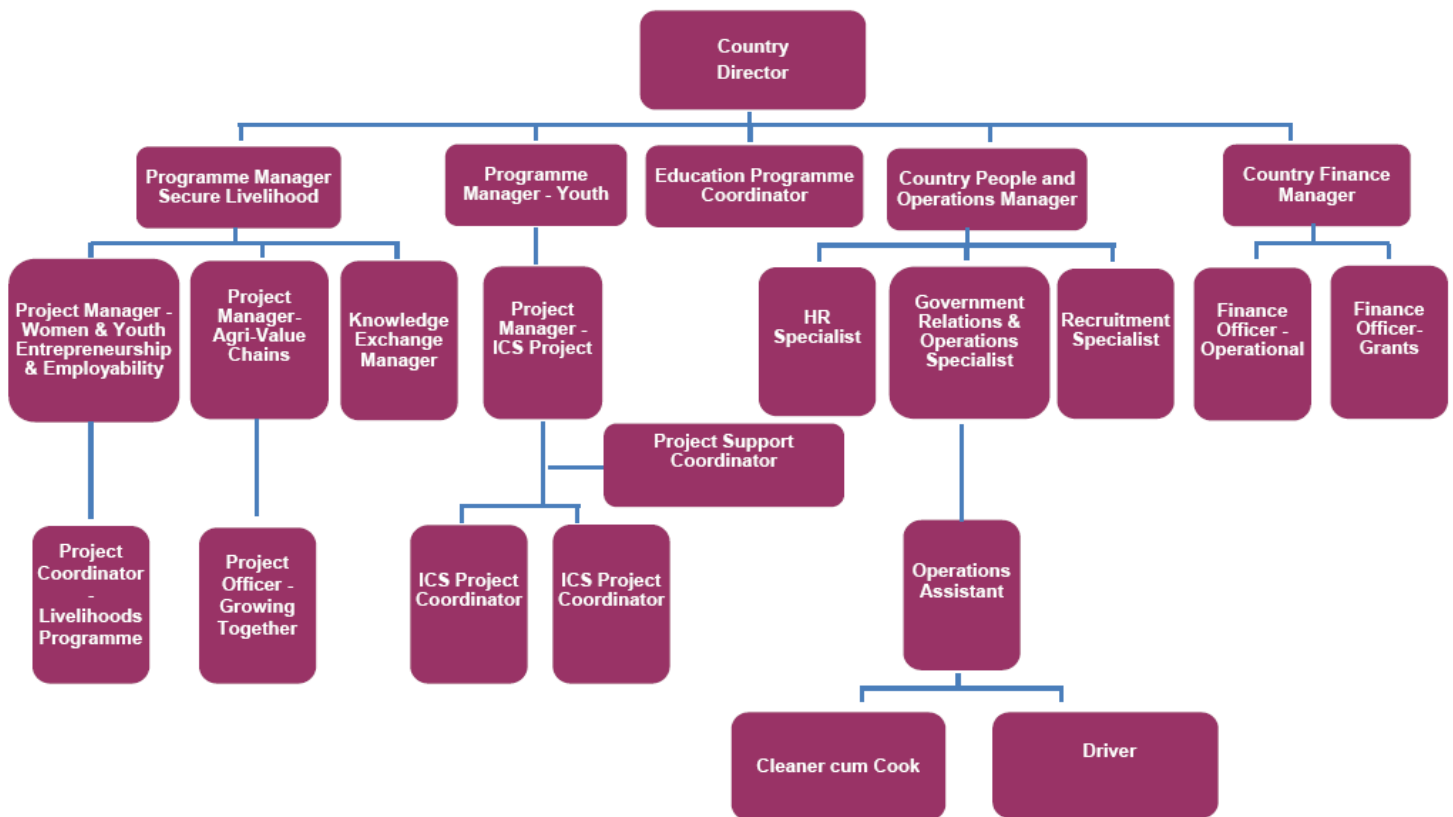 Country
Director
Programme Manager
Secure Livelihood
Programme
Manager - Youth
Education Programme
Coordinator
Country People and
Operations Manager
Country Finance
Manager
Project Manager -
Women & Youth
Entrepreneurship
& Employability
Project
Manager-
Agri-Value
Chains
Knowledge
Exchange
Manager
Project
Manager -
ICS Project
HR
Specialist
Government
Relations &
Operations
Specialist
Recruitment
Specialist
Finance
Officer -
Operational
Finance
Officer-
Grants
Project Support
Coordinator
Project
Coordinator
-
Livelihoods
Programme
Project
Officer -
Growing
Together
ICS Project
Coordinator
ICS Project
Coordinator
Operations
Assistant
Cleaner cum Cook
Driver